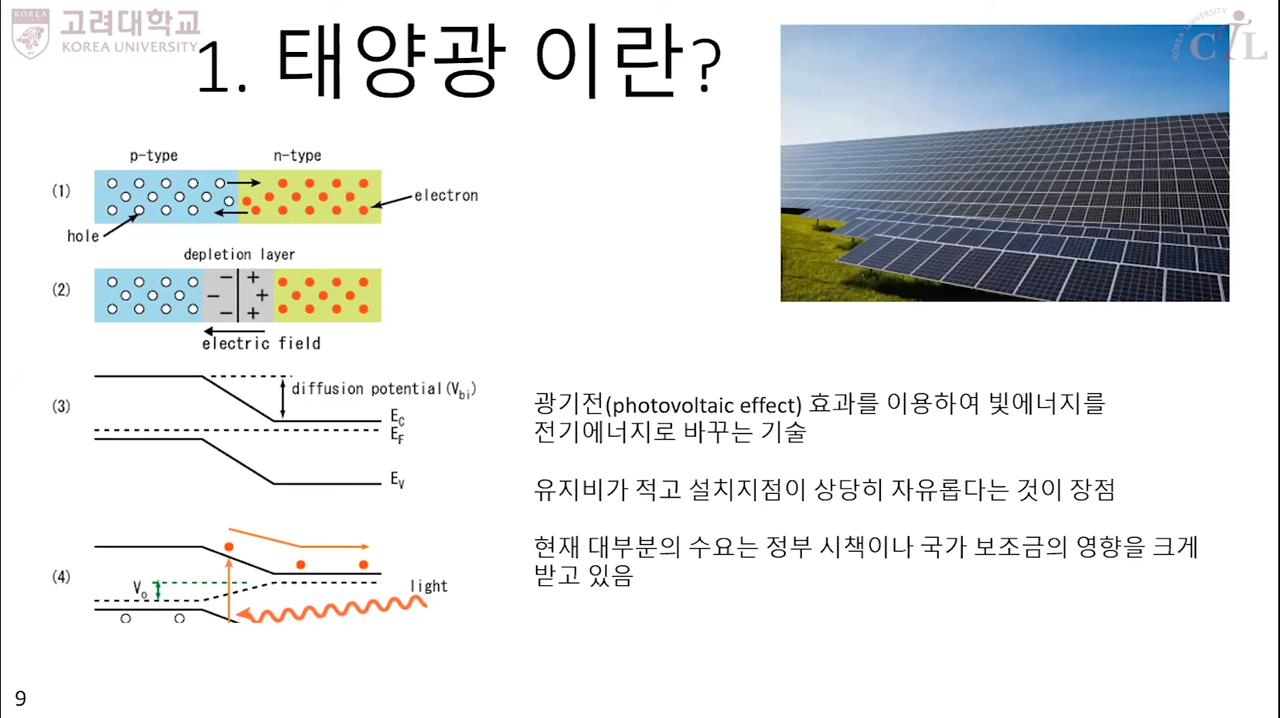 고려대학교
KOREA UNIVERSITY
1. 태양광 이란?
KOREA UNIVERSITY
CTL
p-type
n-type
(1)
electron
hole
depletion layer
(2)
electric field
diffusion potential(Vbi)
(3)
EC
EF
EV
(4)
Vo
light
광기전(photovoltaic effect) 효과를 이용하여 빛에너지를
전기에너지로 바꾸는 기술
유지비가 적고 설치지점이 상당히 자유롭다는 것이 장점
현재 대부분의 수요는 정부 시책이나 국가 보조금의 영향을 크게
받고 있음
9